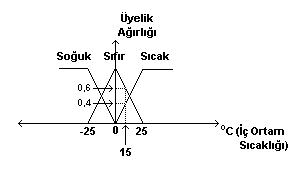 Üyelik
Ağırlığı
Soğuk Sıfır Sıcak
0,6
0,4
-25 0 25
15
°C (İç Ortam
Sıcaklığı)